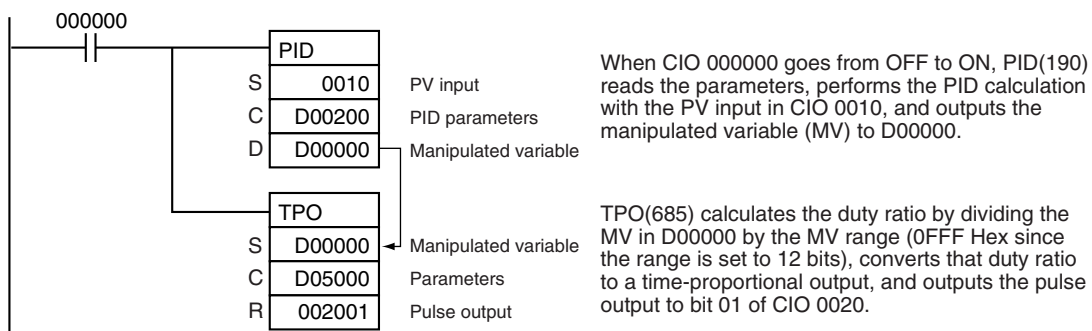 000000
PID
S 0010 PV input
C D00200 PID parameters
D D00000 Manipulated variable
When CIO 000000 goes from OFF to ON, PID(190)
reads the parameters, performs the PID calculation
with the PV input in CIO 0010, and outputs the
manipulated variable (MV) to D00000.
TPO
S D00000 Manipulated variable
C D05000 Parameters
R 002001 Pulse output
TPO(685) calculates the duty ratio by dividing the
MV in D00000 by the MV range (0FFF Hex since
the range is set to 12 bits), converts that duty ratio
to a time-proportional output, and outputs the pulse
output to bit 01 of CIO 0020.